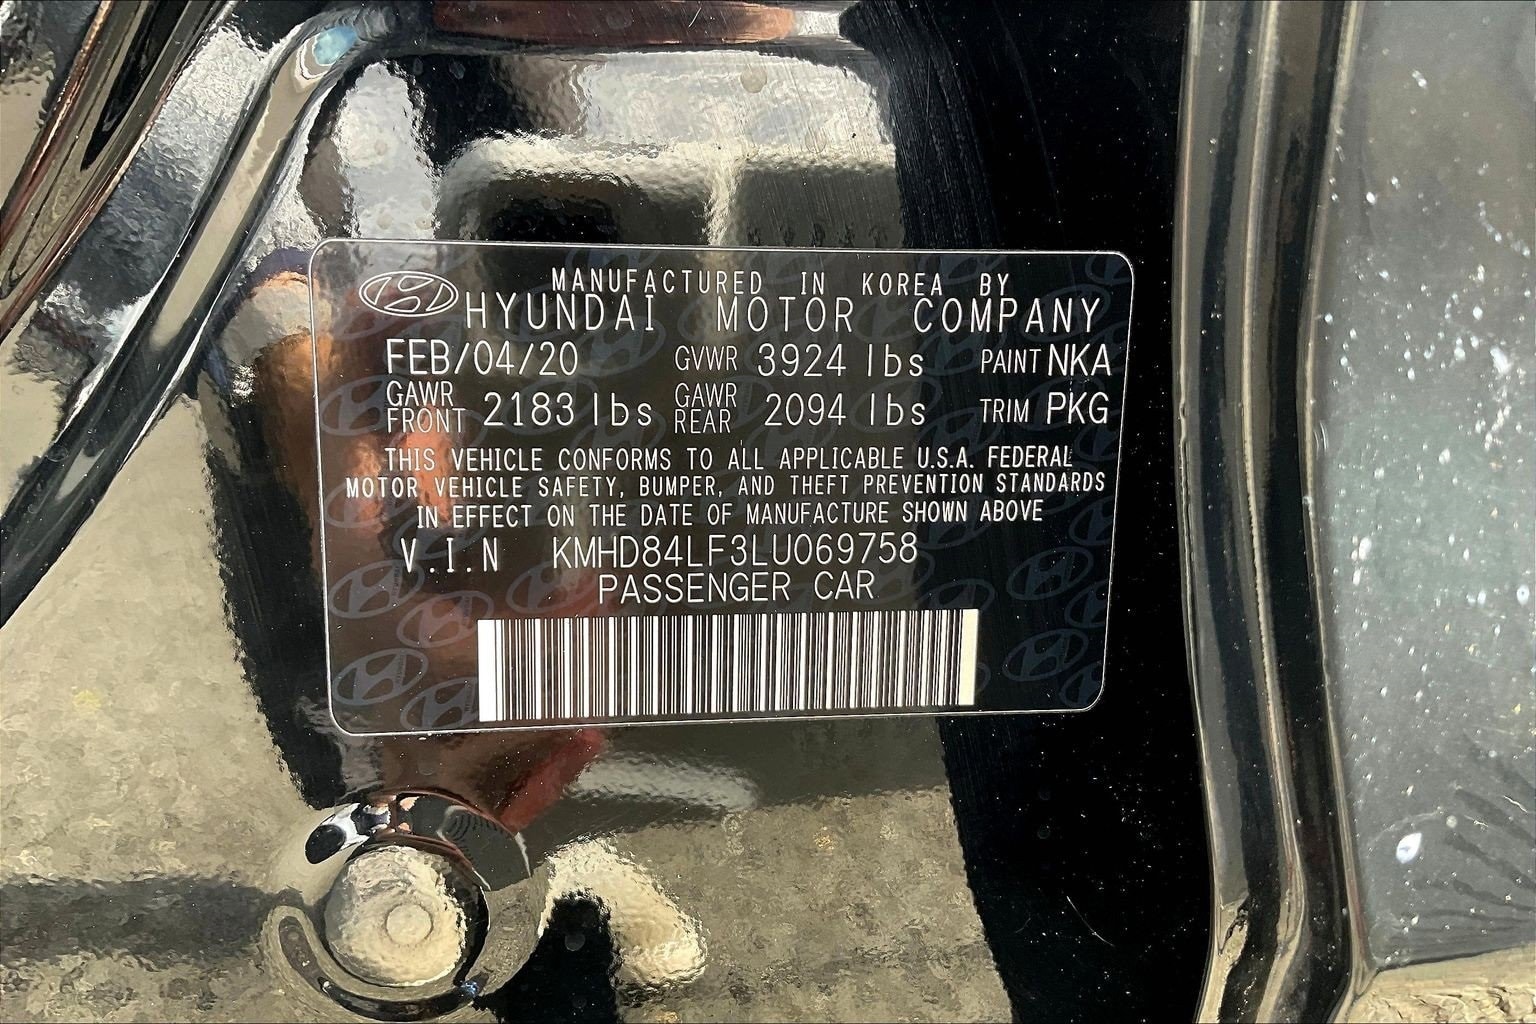 MANUFACTURED IN KOREA BY
HYUNDAI MOTOR COMPANY
FEB/04/20 GVWR 3924 lbs PAINT NKA
GAWR FRONT 2183 lbs GAWR REAR 2094 lbs TRIM PKG
THIS VEHICLE CONFORMS TO ALL APPLICABLE U.S.A. FEDERAL
MOTOR VEHICLE SAFETY, BUMPER, AND THEFT PREVENTION STANDARDS
IN EFFECT ON THE DATE OF MANUFACTURE SHOWN ABOVE
V.I.N KMHD84LF3LU069758
PASSENGER CAR